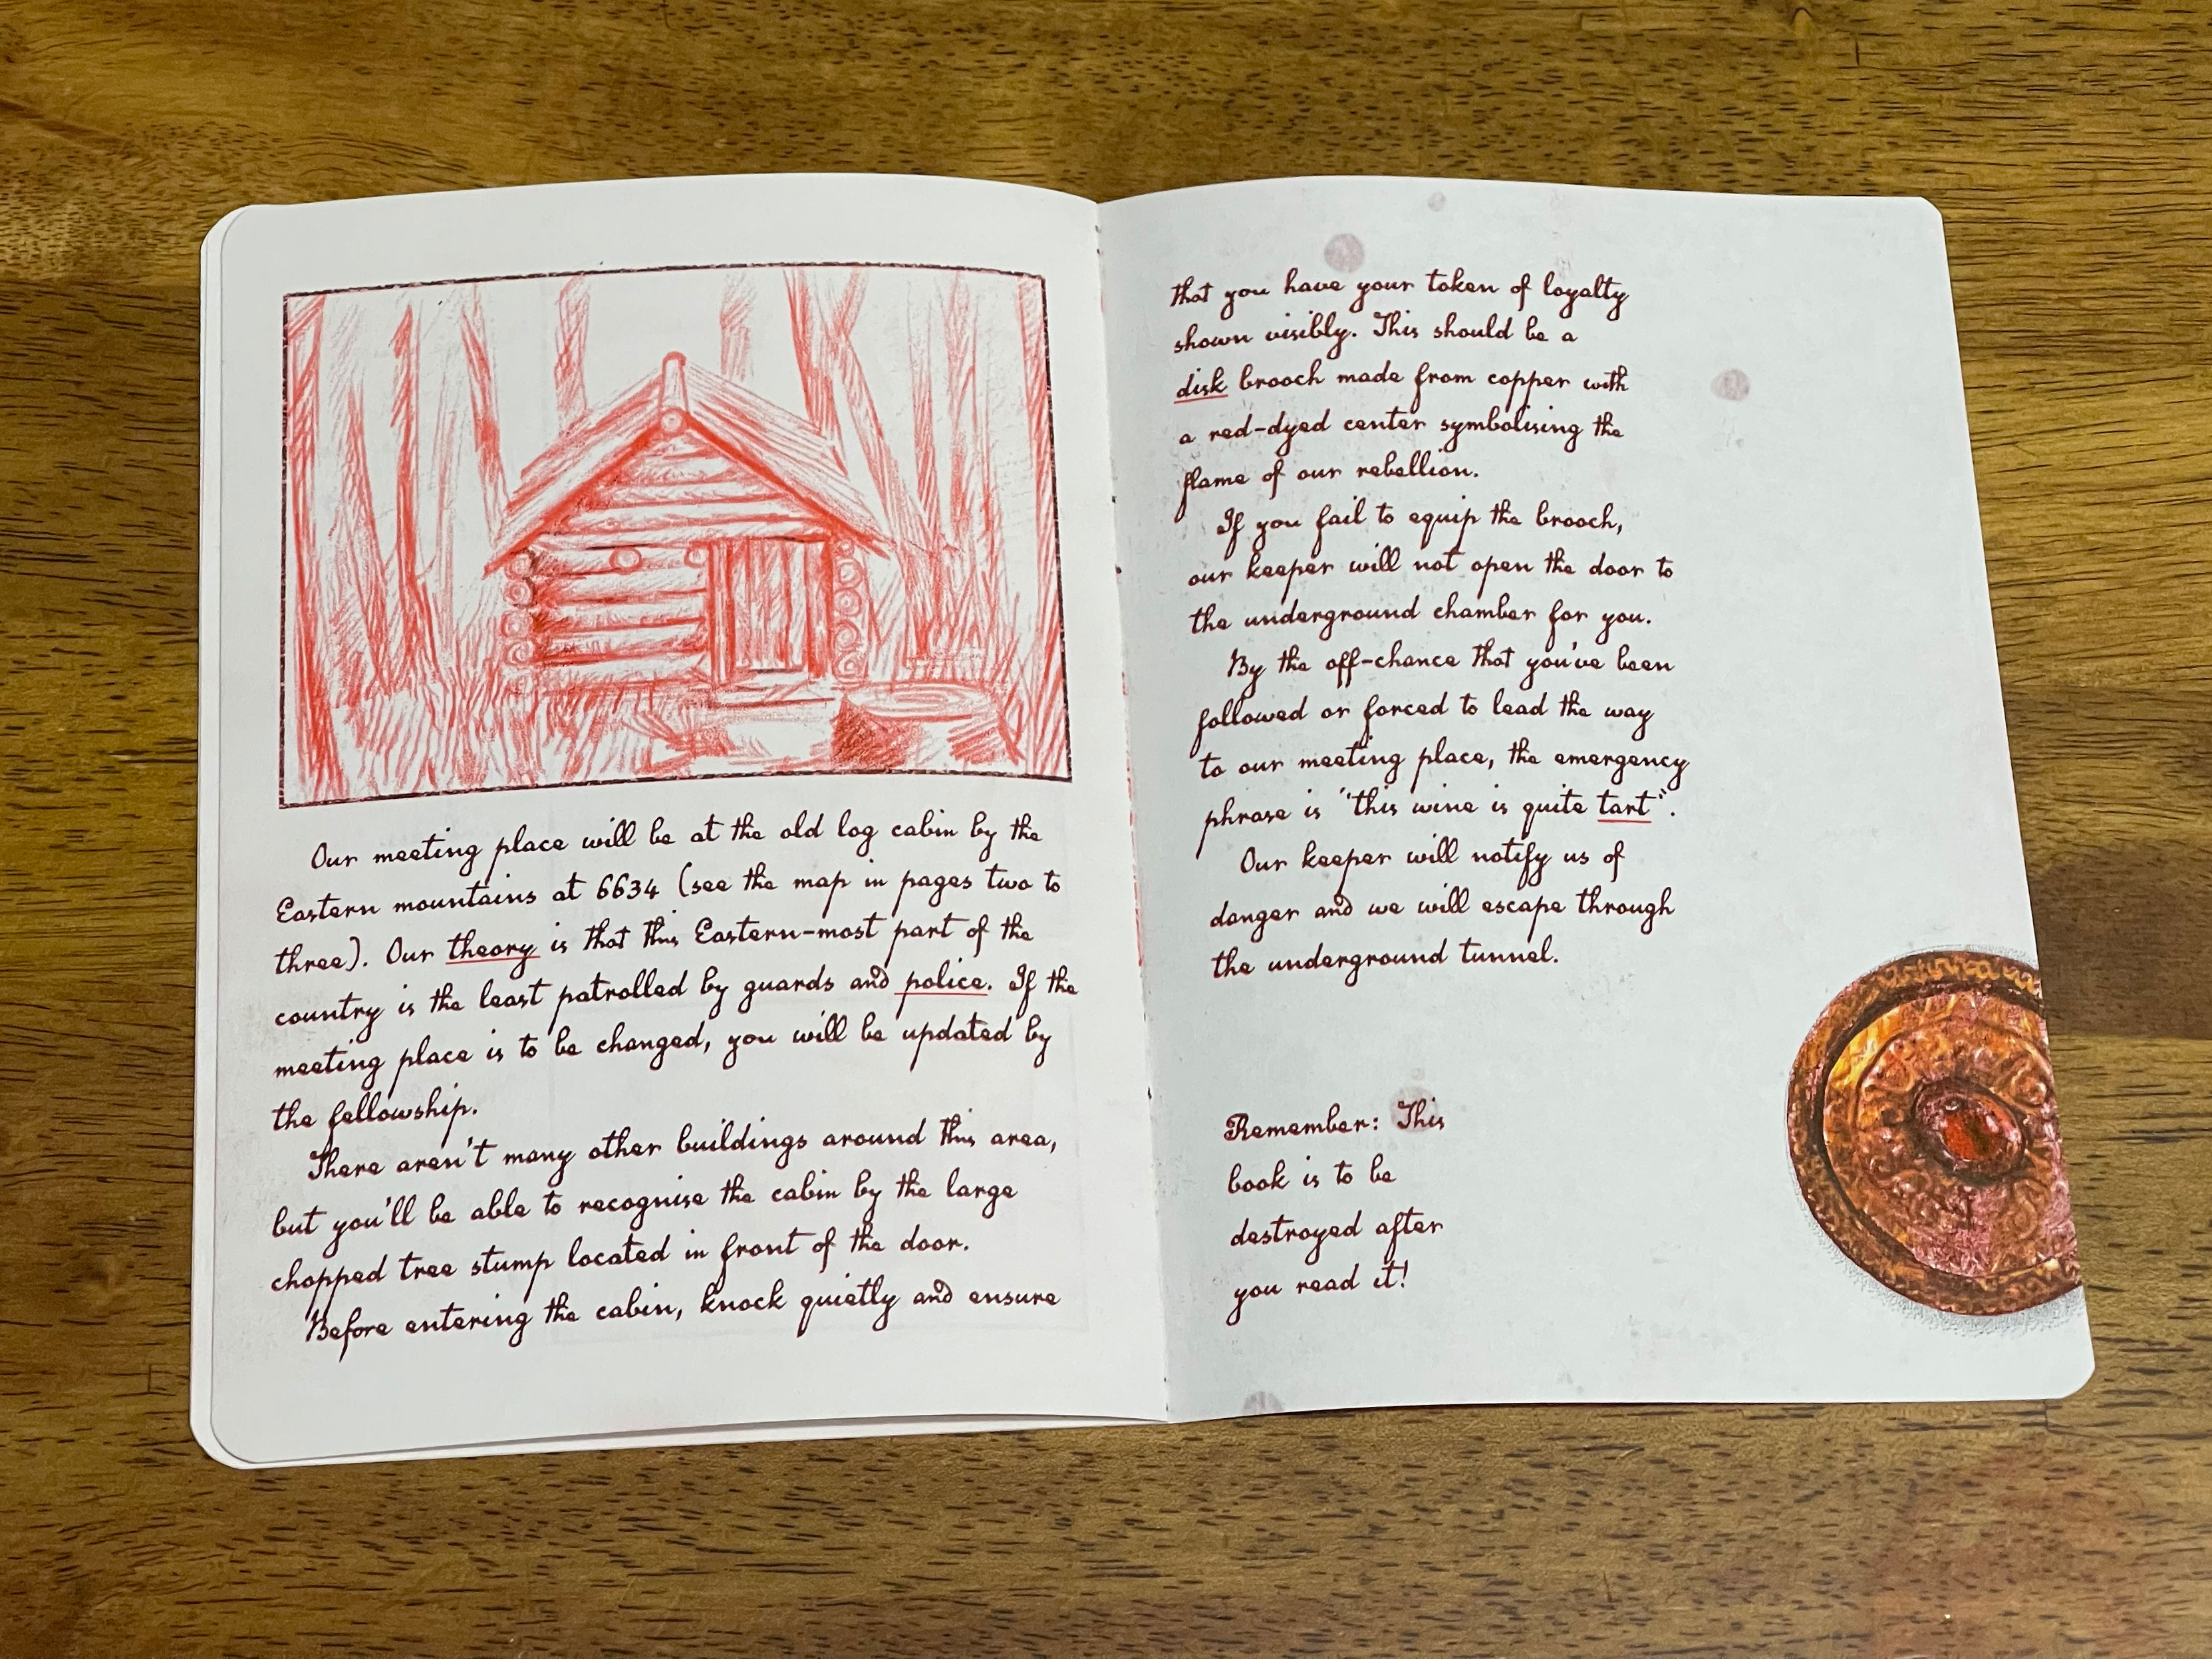 Our meeting place will be at the old log cabin by the
Eastern mountains at 6634 (see the map in pages two to
three). Our theory is that this Eastern-most part of the
country is the least patrolled by guards and police. If the
meeting place is to be changed, you will be updated by
the fellowship.
There aren't many other buildings around this area,
but you'll be able to recognise the cabin by the large
chopped tree stump located in front of the door.
Before entering the cabin, knock quietly and ensure
that you have your token of loyalty
shown visibly. This should be a
disk brooch made from copper with
a red-dyed center symbolising the
flame of our rebellion.
If you fail to equip the brooch,
our keeper will not open the door to
the underground chamber for you.
By the off-chance that you've been
followed or forced to lead the way
to our meeting place, the emergency
phrase is "this wine is quite tart".
Our keeper will notify us of
danger and we will escape through
the underground tunnel.
Remember: This
book is to be
destroyed after
you read it!